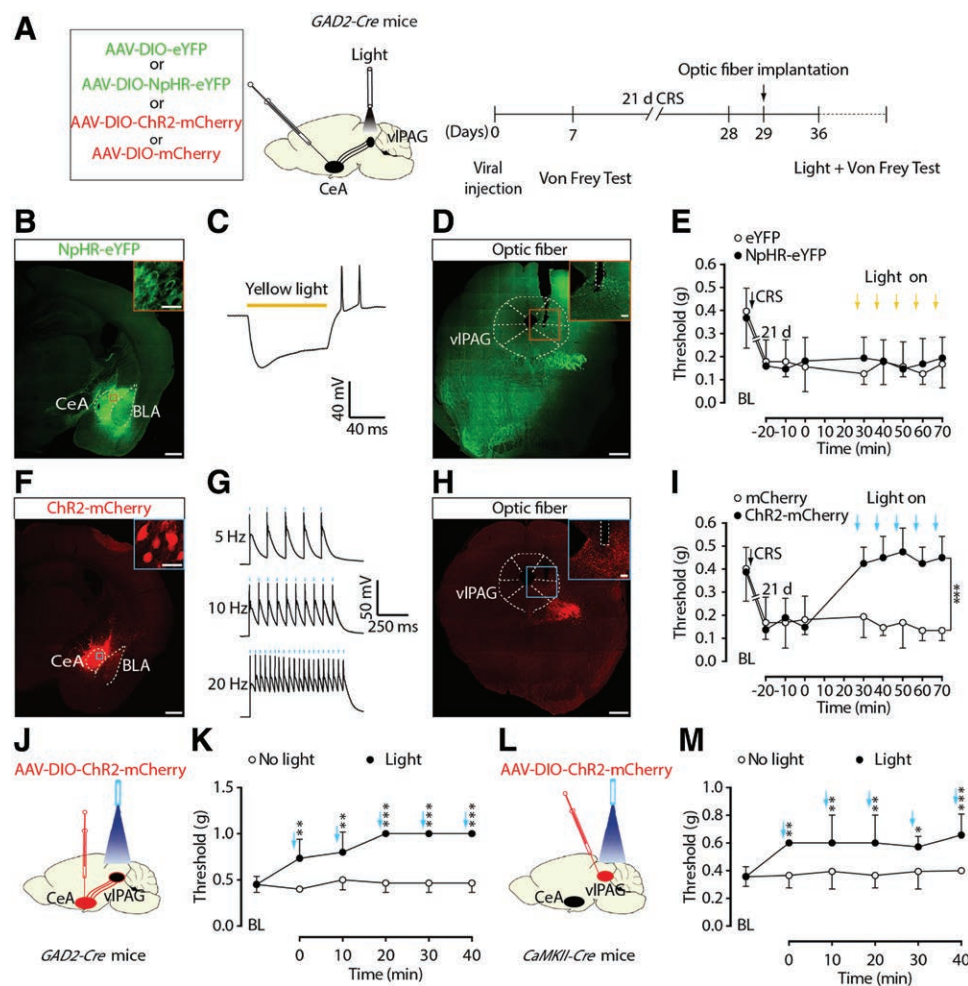 A
GAD2-Cre mice
AAV-DIO-eYFP
or
AAV-DIO-NpHR-eYFP
or
AAV-DIO-ChR2-mCherry
or
AAV-DIO-mCherry
Light
vlPAG
CeA
Optic fiber implantation
21 d CRS
(Days)
0 7 28 29 36
Viral injection
Von Frey Test
Light + Von Frey Test
B
NpHR-eYFP
CeA
BLA
C
Yellow light
40 mV
40 ms
D
Optic fiber
vlPAG
E
eYFP
NpHR-eYFP
Light on
CRS
21 d
Threshold (g)
0.6
0.5
0.4
0.3
0.2
0.1
0.0
BL
-20 -10 0 10 20 30 40 50 60 70
Time (min)
F
ChR2-mCherry
CeA
BLA
G
5 Hz
10 Hz
20 Hz
50 mV
250 ms
H
Optic fiber
vlPAG
I
mCherry
ChR2-mCherry
Light on
CRS
21 d
***
Threshold (g)
0.6
0.5
0.4
0.3
0.2
0.1
0.0
BL
-20 -10 0 10 20 30 40 50 60 70
Time (min)
J
AAV-DIO-ChR2-mCherry
CeA
vlPAG
GAD2-Cre mice
K
No light
Light
** ** *** *** ***
Threshold (g)
1.5
1.0
0.5
0.0
BL
0 10 20 30 40
Time (min)
L
AAV-DIO-ChR2-mCherry
CeA
vlPAG
CaMKII-Cre mice
M
No light
Light
** ** ** * ***
Threshold (g)
1.0
0.8
0.6
0.4
0.2
0.0
BL
0 10 20 30 40
Time (min)